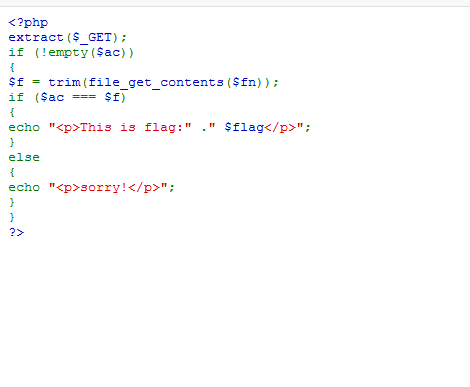 <?php
extract($_GET);
if (!empty($ac))
{
$f = trim(file_get_contents($fn));
if ($ac === $f)
{
echo "<p>This is flag:" ." $flag</p>";
}
else
{
echo "<p>sorry!</p>";
}
}
?>